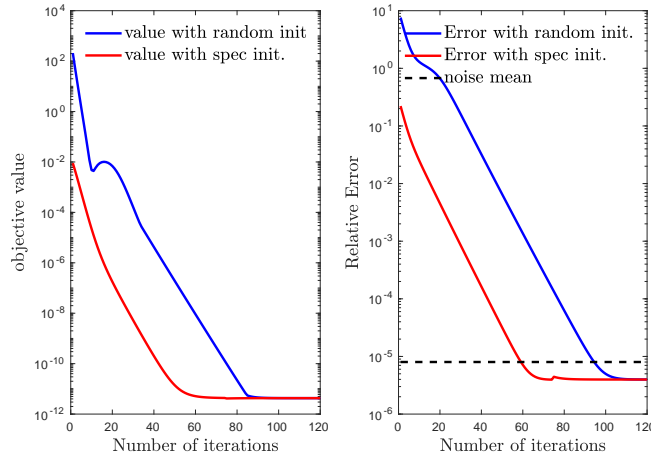 10^4
10^2
10^0
10^-2
10^-4
10^-6
10^-8
10^-10
10^-12
objective value
0 20 40 60 80 100 120
Number of iterations
value with random init
value with spec init.
10^1
10^0
10^-1
10^-2
10^-3
10^-4
10^-5
10^-6
Relative Error
0 20 40 60 80 100 120
Number of iterations
Error with random init.
Error with spec init.
noise mean